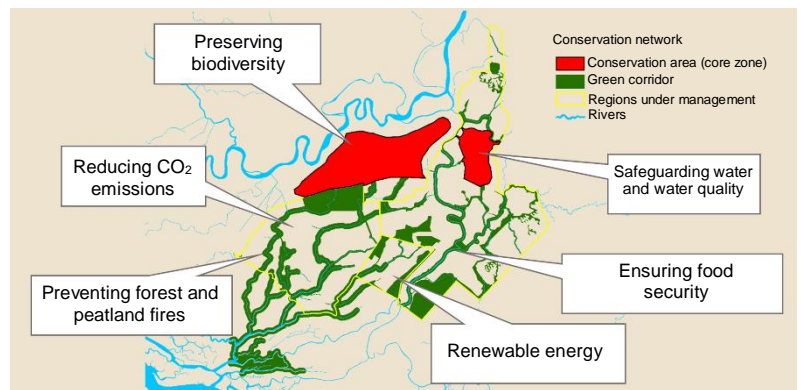 Preserving
biodiversity
Conservation network
Conservation area (core zone)
Green corridor
Regions under management
Rivers
Reducing CO₂
emissions
Safeguarding water
and water quality
Preventing forest and
peatland fires
Ensuring food
security
Renewable energy